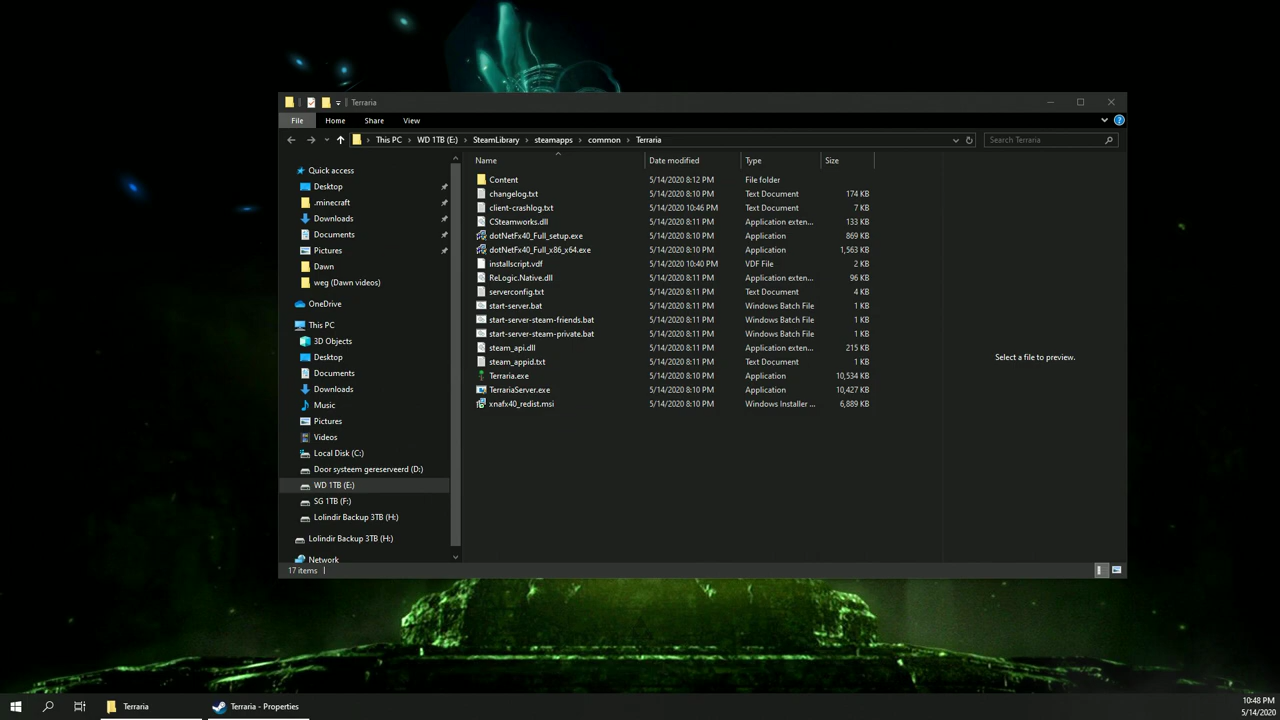 Terraria
File Home Share View
This PC WD 1TB (E:) SteamLibrary steamapps common Terraria Search Terraria
Name Date modified Type Size
Quick access
Desktop
.minecraft
Downloads
Documents
Pictures
Dawn
weg (Dawn videos)
OneDrive
This PC
3D Objects
Desktop
Documents
Downloads
Music
Pictures
Videos
Local Disk (C:)
Door systeem gereserveerd (D:)
WD 1TB (E:)
SG 1TB (F:)
Lolindir Backup 3TB (H:)
Lolindir Backup 3TB (H:)
Network
Content 5/14/2020 8:12 PM File folder
changelog.txt 5/14/2020 8:10 PM Text Document 174 KB
client-crashlog.txt 5/14/2020 10:46 PM Text Document 7 KB
CSteamworks.dll 5/14/2020 8:11 PM Application exten... 133 KB
dotNetFx40_Full_setup.exe 5/14/2020 8:10 PM Application 869 KB
dotNetFx40_Full_x86_x64.exe 5/14/2020 8:10 PM Application 1,563 KB
installscript.vdf 5/14/2020 10:40 PM VDF File 2 KB
ReLogic.Native.dll 5/14/2020 8:11 PM Application exten... 96 KB
serverconfig.txt 5/14/2020 8:11 PM Text Document 4 KB
start-server.bat 5/14/2020 8:11 PM Windows Batch File 1 KB
start-server-steam-friends.bat 5/14/2020 8:11 PM Windows Batch File 1 KB
start-server-steam-private.bat 5/14/2020 8:11 PM Windows Batch File 1 KB
steam_api.dll 5/14/2020 8:11 PM Application exten... 215 KB
steam_appid.txt 5/14/2020 8:11 PM Text Document 1 KB
Terraria.exe 5/14/2020 8:10 PM Application 10,534 KB
TerrariaServer.exe 5/14/2020 8:10 PM Application 10,427 KB
xnafx40_redist.msi 5/14/2020 8:10 PM Windows Installer ... 6,889 KB
Select a file to preview.
17 items
Terraria Terraria - Properties
10:48 PM
5/14/2020